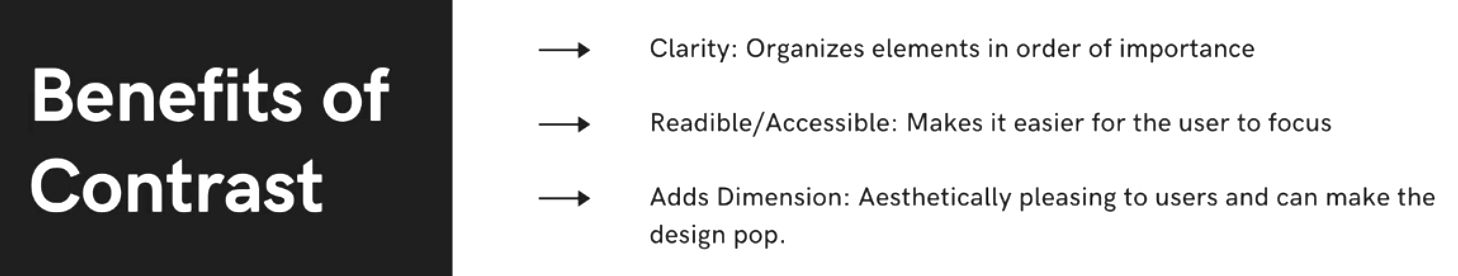 Benefits of
Contrast
Clarity: Organizes elements in order of importance
Readible/Accessible: Makes it easier for the user to focus
Adds Dimension: Aesthetically pleasing to users and can make the
design pop.